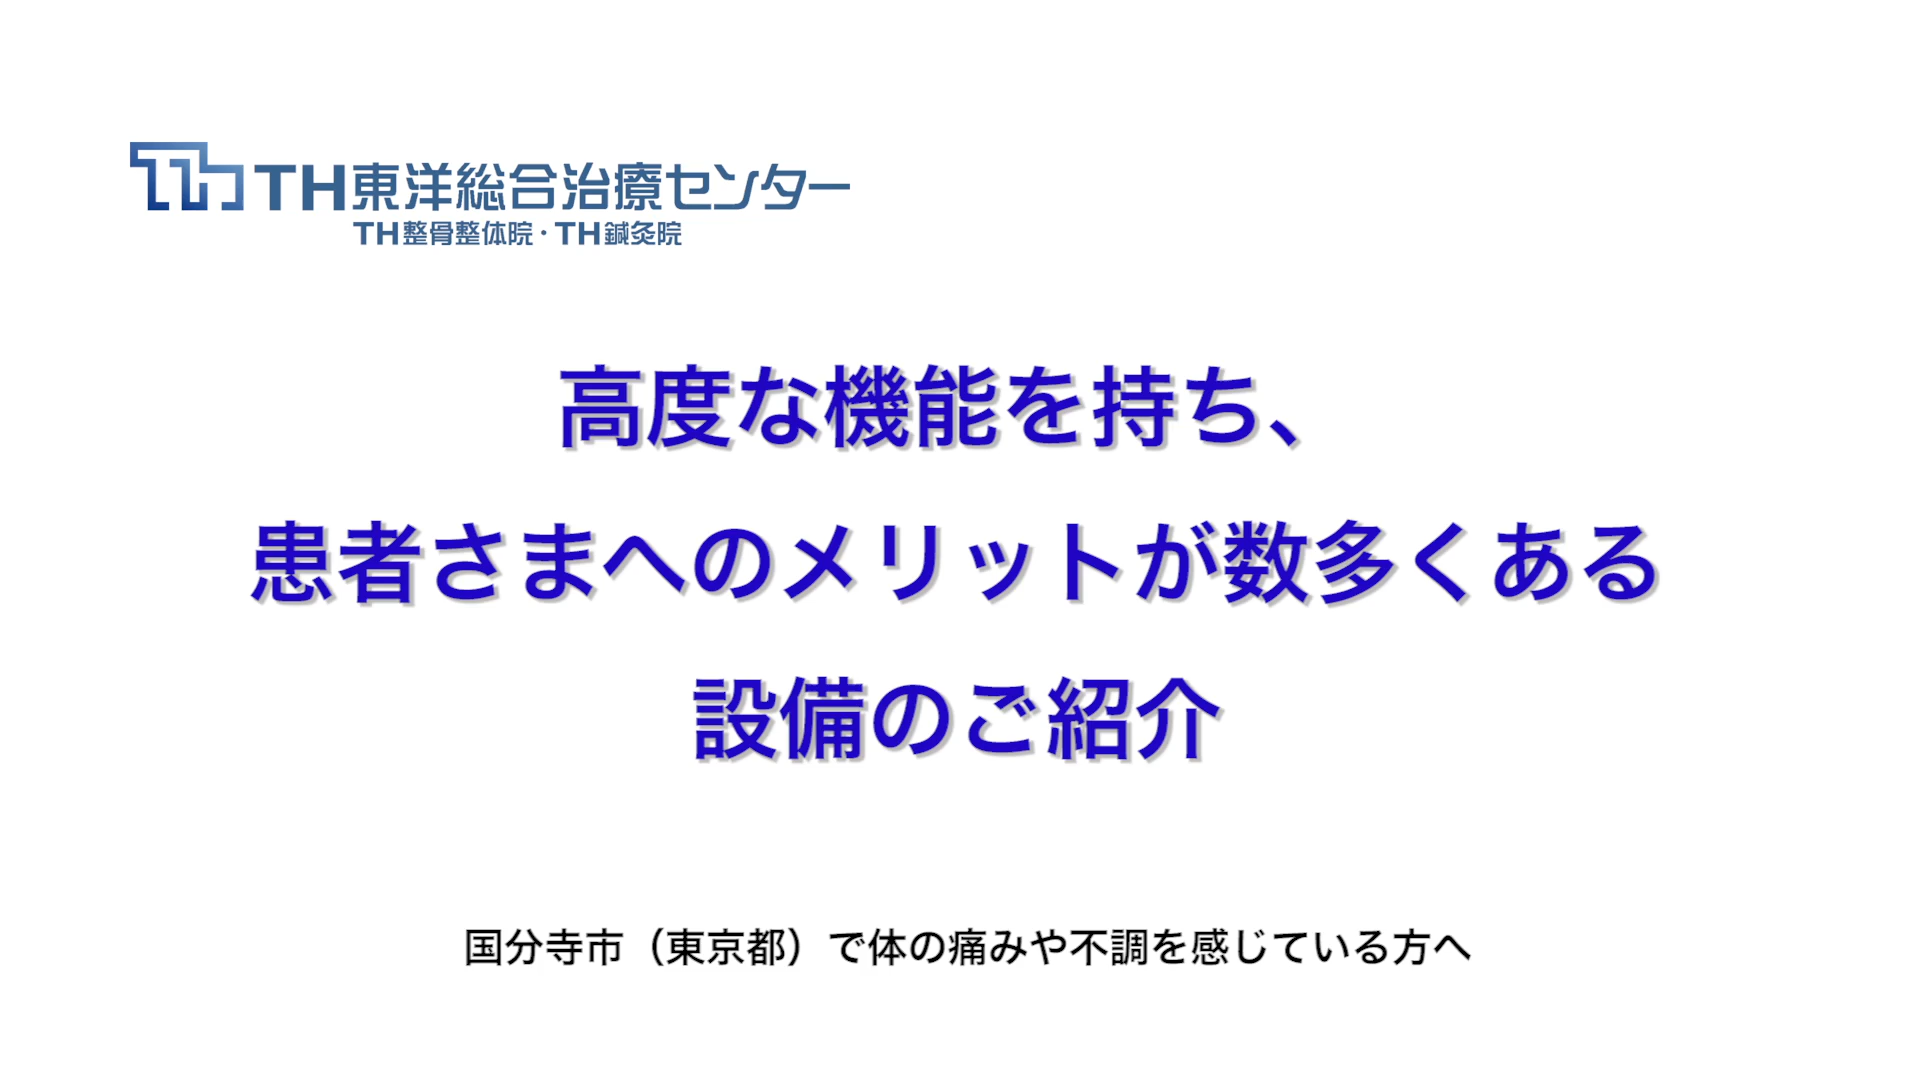 TH東洋総合治療センター
TH整骨整体院・TH鍼灸院
高度な機能を持ち、
患者さまへのメリットが数多くある
設備のご紹介
国分寺市（東京都）で体の痛みや不調を感じている方へ